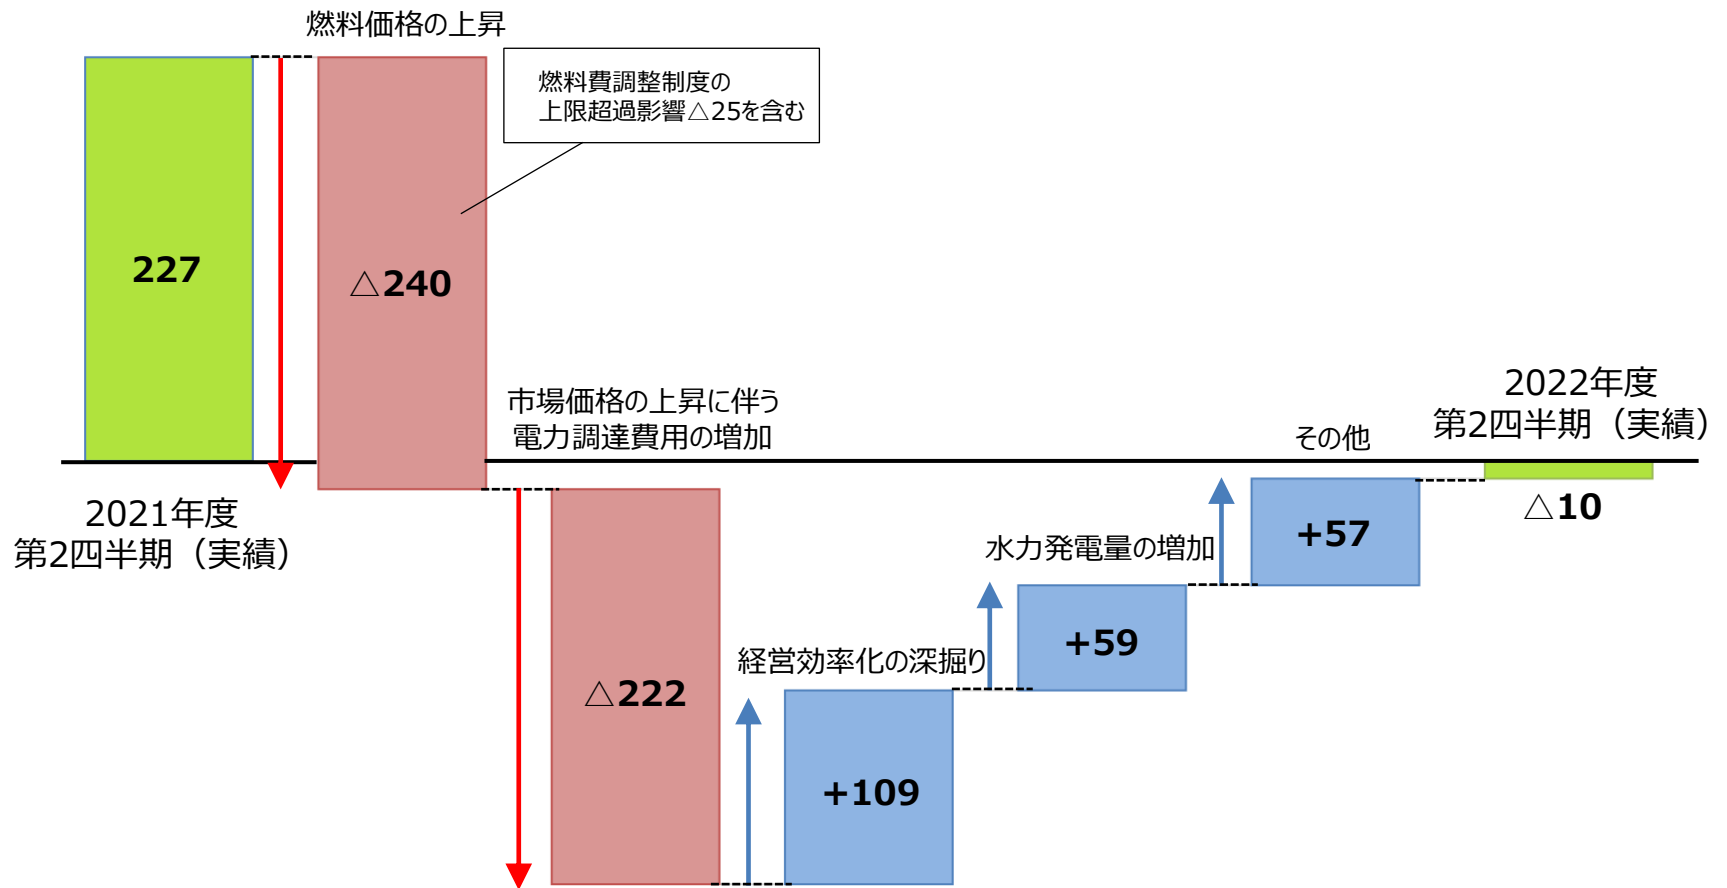 燃料価格の上昇
燃料費調整制度の
上限超過影響△25を含む
227
△240
2021年度
第2四半期（実績）
市場価格の上昇に伴う
電力調達費用の増加
△222
経営効率化の深掘り
+109
水力発電量の増加
+59
その他
+57
2022年度
第2四半期（実績）
△10